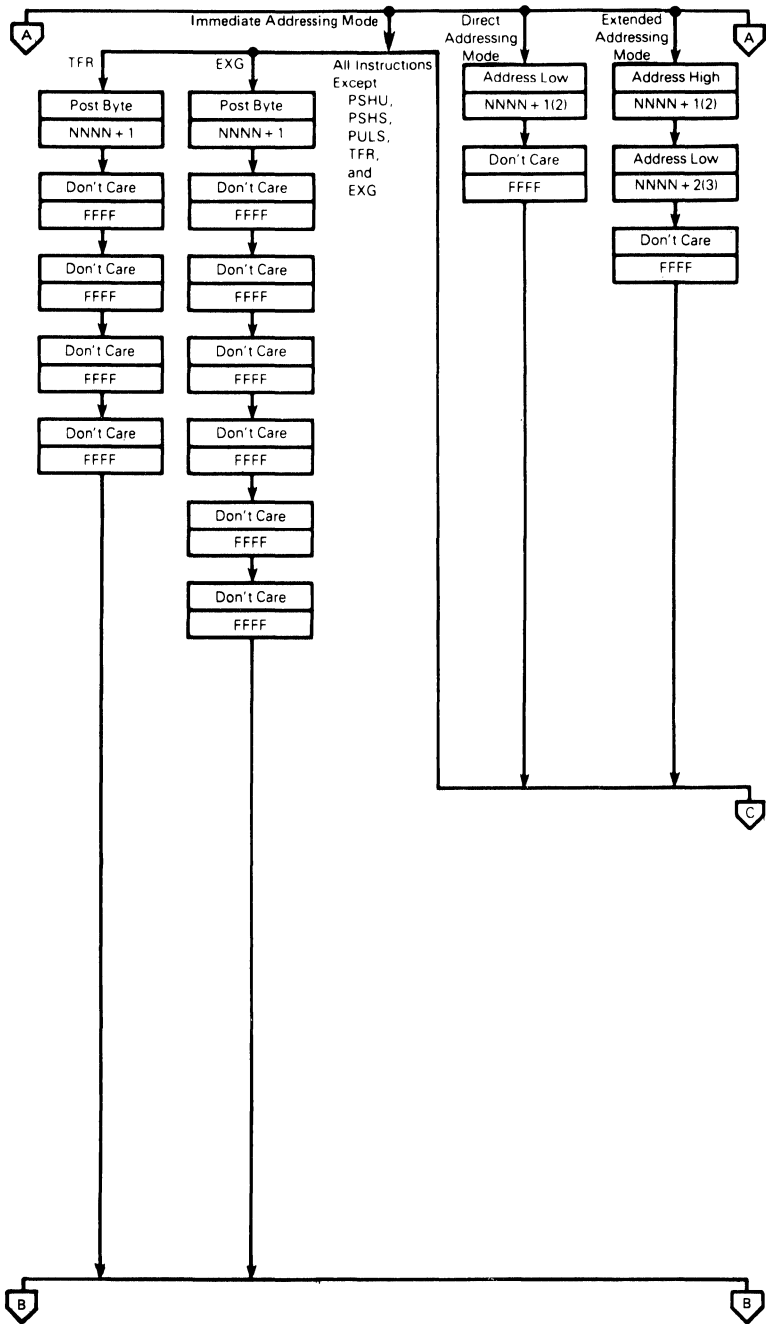 A
Immediate Addressing Mode
Direct
Addressing
Mode
Extended
Addressing
Mode
A
TFR
EXG
All Instructions
Except
PSHU,
PSHS,
PULS,
TFR,
and
EXG
Post Byte
NNNN + 1
Don't Care
FFFF
Don't Care
FFFF
Don't Care
FFFF
Don't Care
FFFF
Post Byte
NNNN + 1
Don't Care
FFFF
Don't Care
FFFF
Don't Care
FFFF
Don't Care
FFFF
Don't Care
FFFF
Don't Care
FFFF
Address Low
NNNN + 1(2)
Don't Care
FFFF
Address High
NNNN + 1(2)
Address Low
NNNN + 2(3)
Don't Care
FFFF
C
B
B